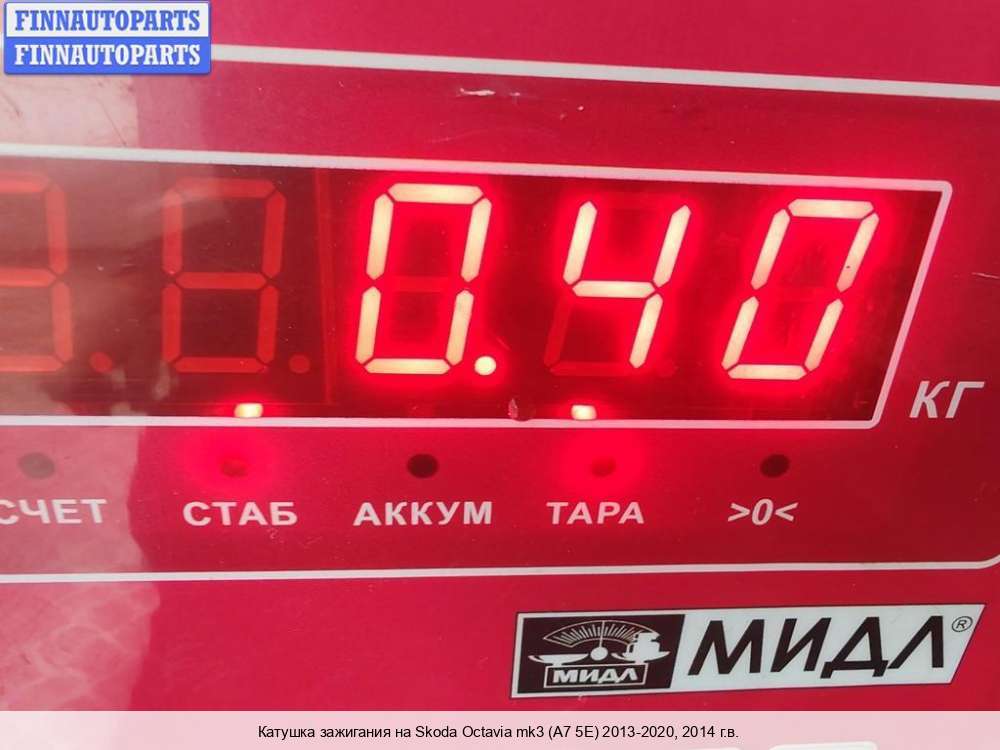 FINNAUTOPARTS
FINNAUTOPARTS
0.40
КГ
СЧЕТ СТАБ АККУМ ТАРА >0<
МИДЛ МИДЛ®
Катушка зажигания на Skoda Octavia mk3 (A7 5E) 2013-2020, 2014 г.в.